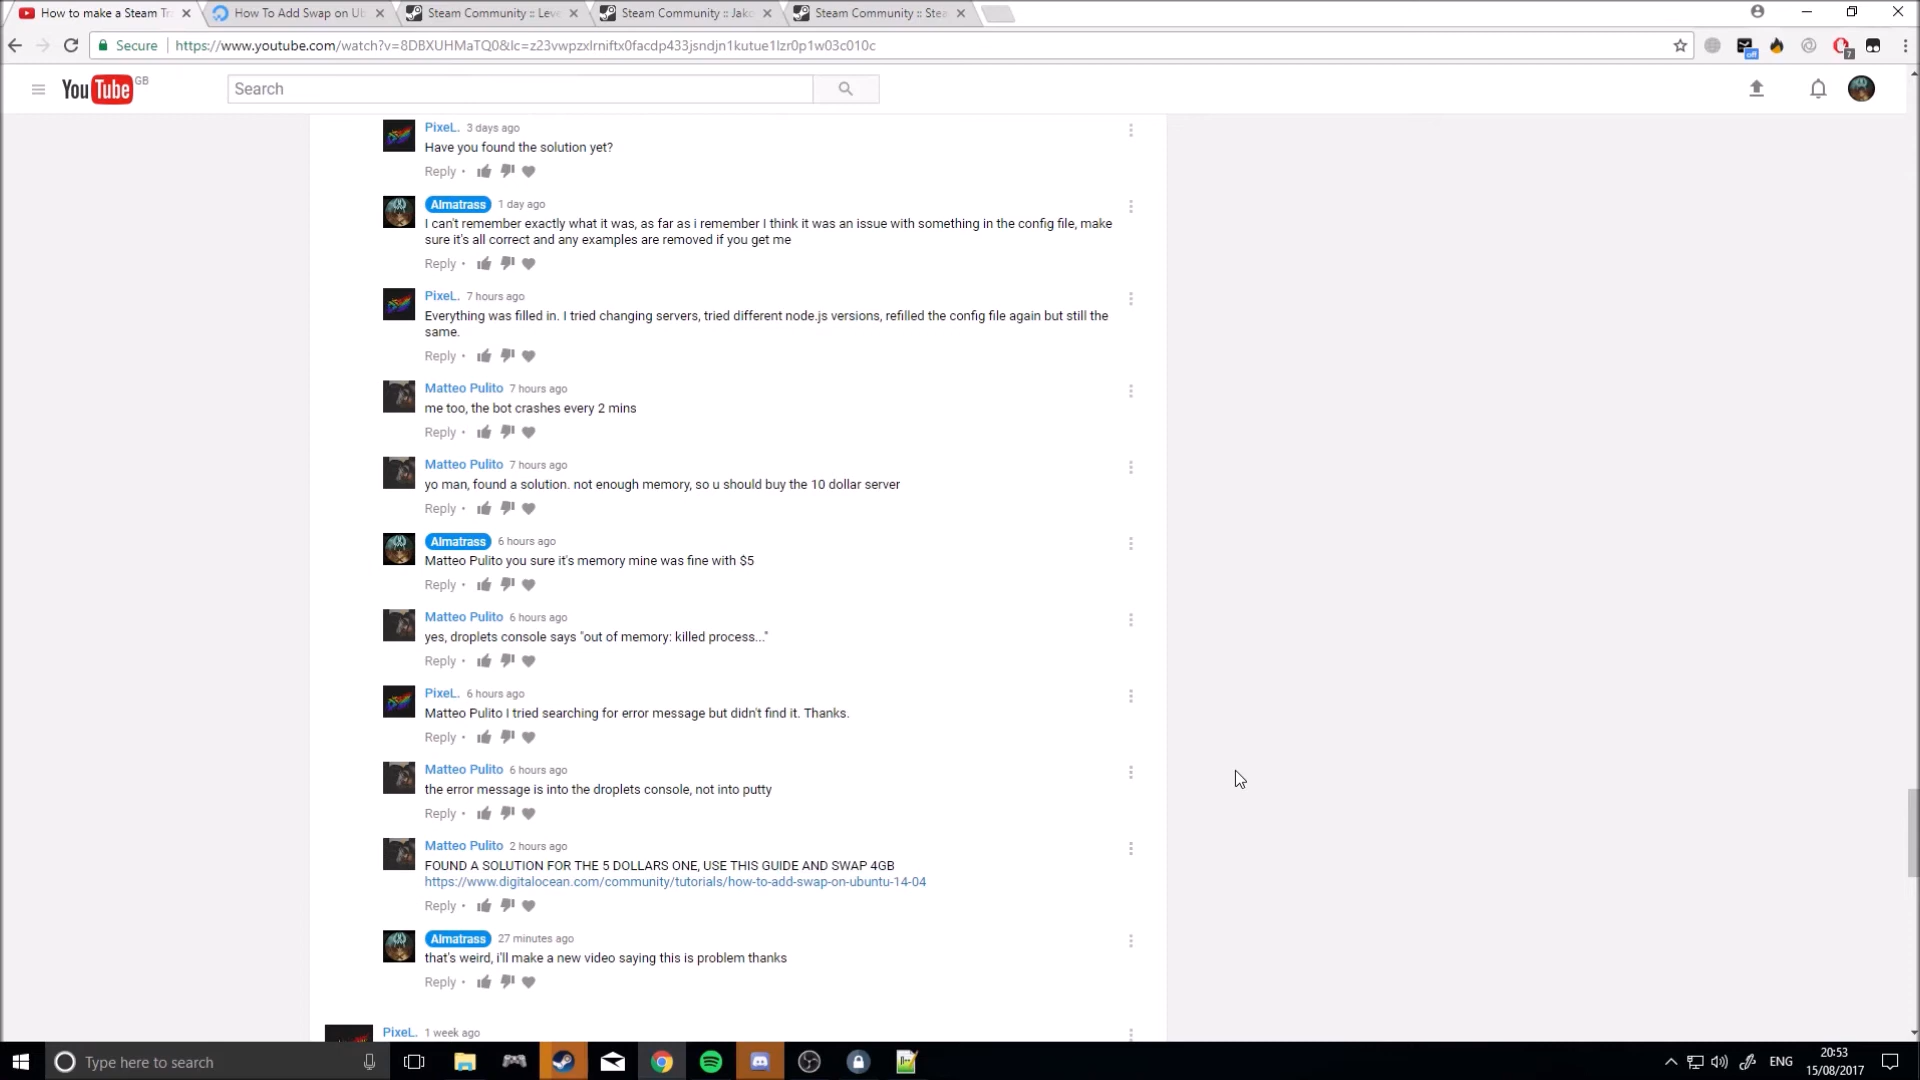 How to make a Steam Tr
How To Add Swap on Ub
Steam Community :: Leve
Steam Community :: Jako
Steam Community :: Stea
Secure
https://www.youtube.com/watch?v=8DBXUHMaTQ0&lc=z23vwpzxlrniftx0facdp433jsndjn1kutue1lzr0p1w03c010c
off
7
YouTube GB
Search
PixeL. 3 days ago
Have you found the solution yet?
Reply •
Almatrass 1 day ago
I can't remember exactly what it was, as far as i remember I think it was an issue with something in the config file, make
sure it's all correct and any examples are removed if you get me
Reply •
PixeL. 7 hours ago
Everything was filled in. I tried changing servers, tried different node.js versions, refilled the config file again but still the
same.
Reply •
Matteo Pulito 7 hours ago
me too, the bot crashes every 2 mins
Reply •
Matteo Pulito 7 hours ago
yo man, found a solution. not enough memory, so u should buy the 10 dollar server
Reply •
Almatrass 6 hours ago
Matteo Pulito you sure it's memory mine was fine with $5
Reply •
Matteo Pulito 6 hours ago
yes, droplets console says "out of memory: killed process..."
Reply •
PixeL. 6 hours ago
Matteo Pulito I tried searching for error message but didn't find it. Thanks.
Reply •
Matteo Pulito 6 hours ago
the error message is into the droplets console, not into putty
Reply •
Matteo Pulito 2 hours ago
FOUND A SOLUTION FOR THE 5 DOLLARS ONE, USE THIS GUIDE AND SWAP 4GB
https://www.digitalocean.com/community/tutorials/how-to-add-swap-on-ubuntu-14-04
Reply •
Almatrass 27 minutes ago
that's weird, i'll make a new video saying this is problem thanks
Reply •
PixeL. 1 week ago
Type here to search
ENG
20:53
15/08/2017